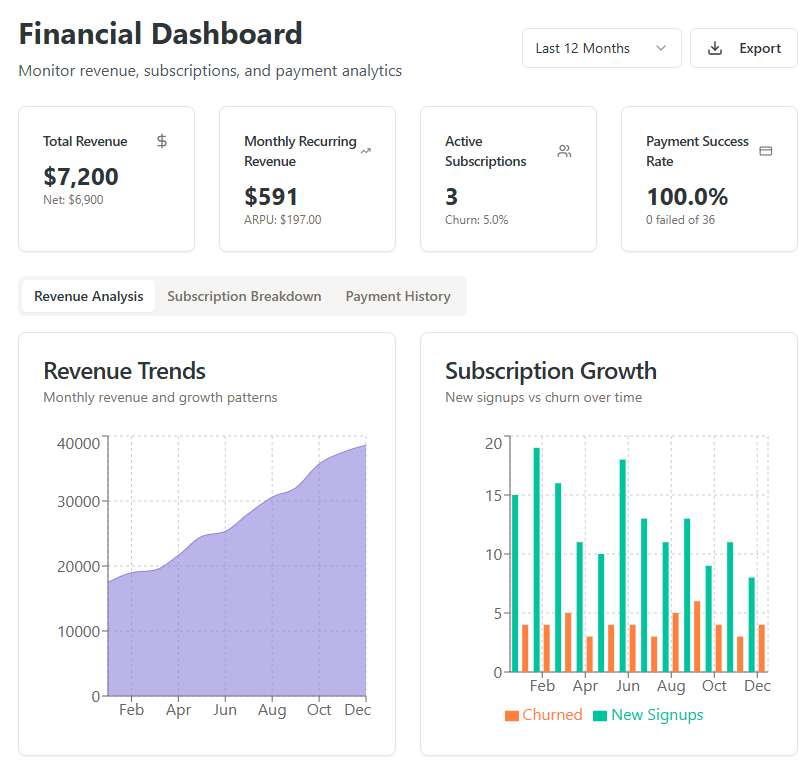 Financial Dashboard
Monitor revenue, subscriptions, and payment analytics
Last 12 Months
Export
Total Revenue
$7,200
Net: $6,900
Monthly Recurring
Revenue
$591
ARPU: $197.00
Active
Subscriptions
3
Churn: 5.0%
Payment Success
Rate
100.0%
0 failed of 36
Revenue Analysis
Subscription Breakdown
Payment History
Revenue Trends
Monthly revenue and growth patterns
40000
30000
20000
10000
0
Feb Apr Jun Aug Oct Dec
Subscription Growth
New signups vs churn over time
20
15
10
5
0
Feb Apr Jun Aug Oct Dec
Churned New Signups